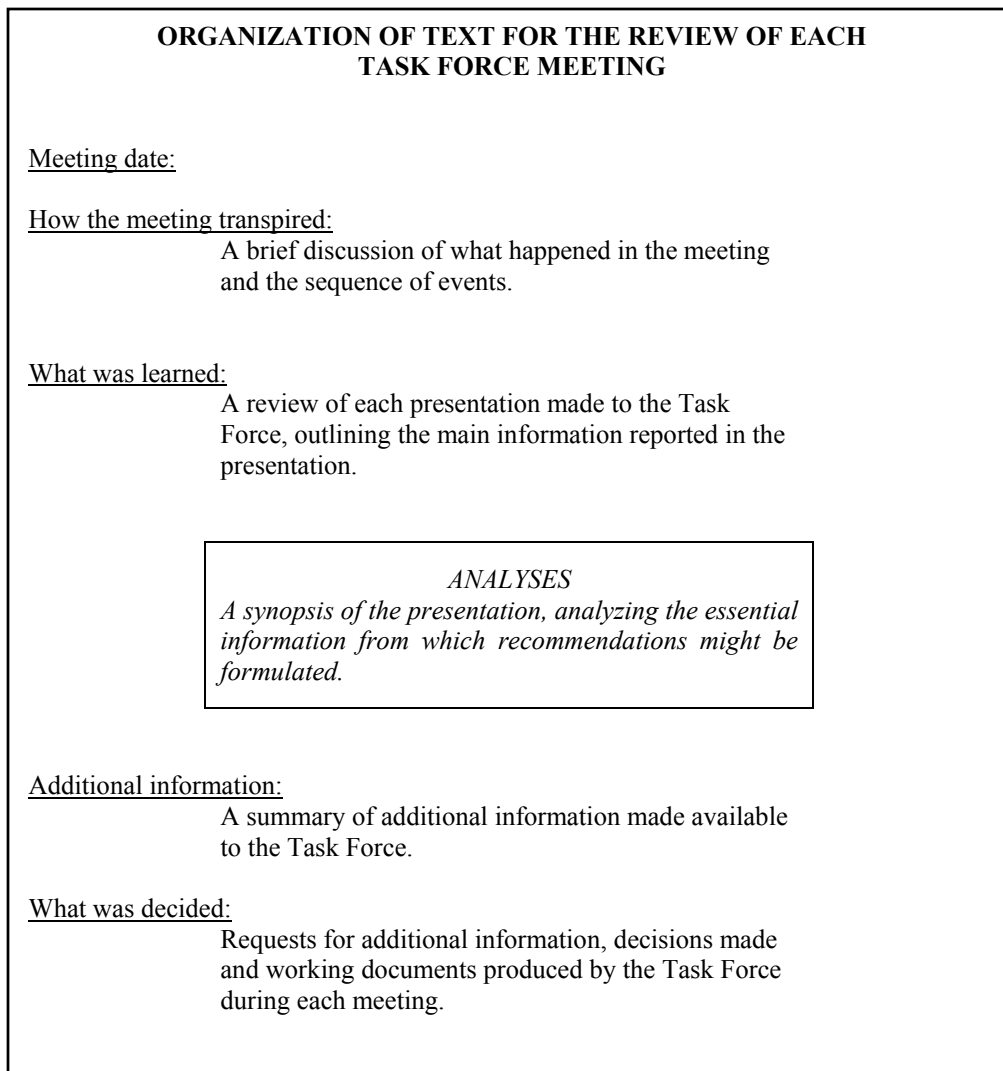 ORGANIZATION OF TEXT FOR THE REVIEW OF EACH
TASK FORCE MEETING
Meeting date:
How the meeting transpired:
A brief discussion of what happened in the meeting
and the sequence of events.
What was learned:
A review of each presentation made to the Task
Force, outlining the main information reported in the
presentation.
ANALYSES
A synopsis of the presentation, analyzing the essential
information from which recommendations might be
formulated.
Additional information:
A summary of additional information made available
to the Task Force.
What was decided:
Requests for additional information, decisions made
and working documents produced by the Task Force
during each meeting.